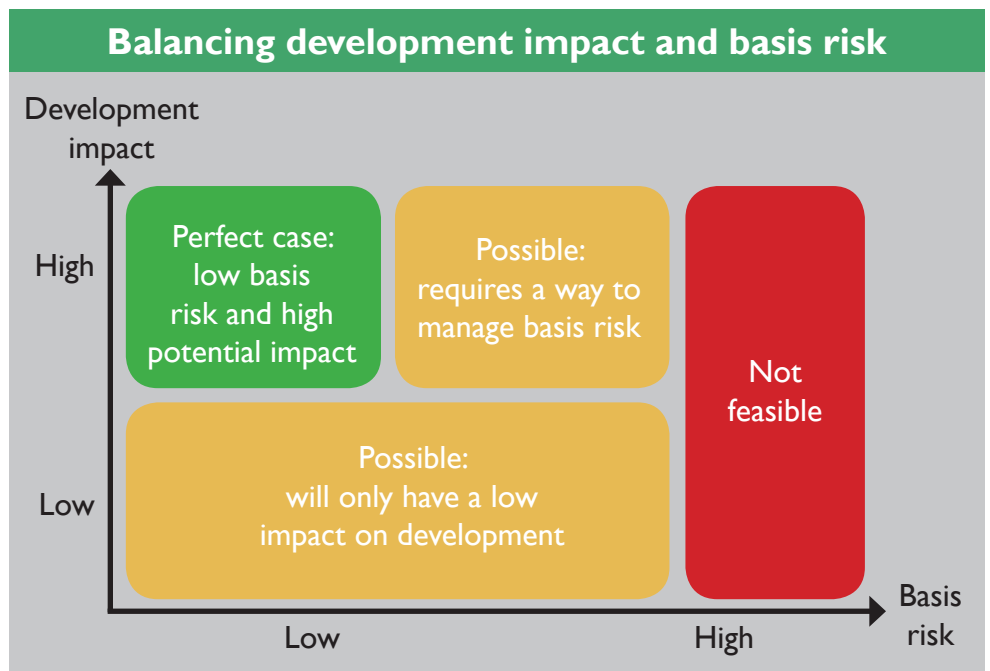 Balancing development impact and basis risk
Development
impact
High
Perfect case:
low basis
risk and high
potential impact
Possible:
requires a way to
manage basis risk
Not
feasible
Low
Possible:
will only have a low
impact on development
Low
High
Basis
risk